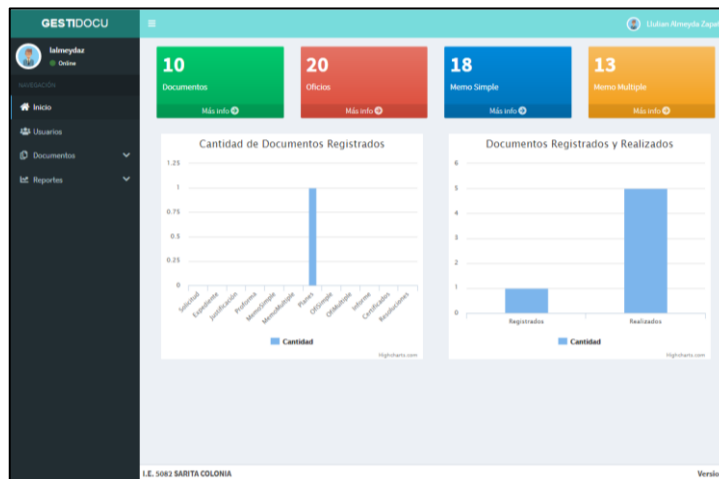 GESTIDOCU
Llulian Almeyda Zapat
lalmeydaz
Online
NAVEGACIÓN
Inicio
Usuarios
Documentos
Reportes
10
Documentos
Más info
20
Oficios
Más info
18
Memo Simple
Más info
13
Memo Multiple
Más info
Cantidad de Documentos Registrados
1.25
1
0.75
0.5
0.25
0
Solicitud
Expediente
Justificación
Proforma
MemoSimple
MemoMultiple
Planes
OfiSimple
OfiMultiple
Informe
Certificados
Resoluciones
Cantidad
Highcharts.com
Documentos Registrados y Realizados
6
5
4
3
2
1
0
Registrados
Realizados
Cantidad
Highcharts.com
I.E. 5082 SARITA COLONIA
Versio